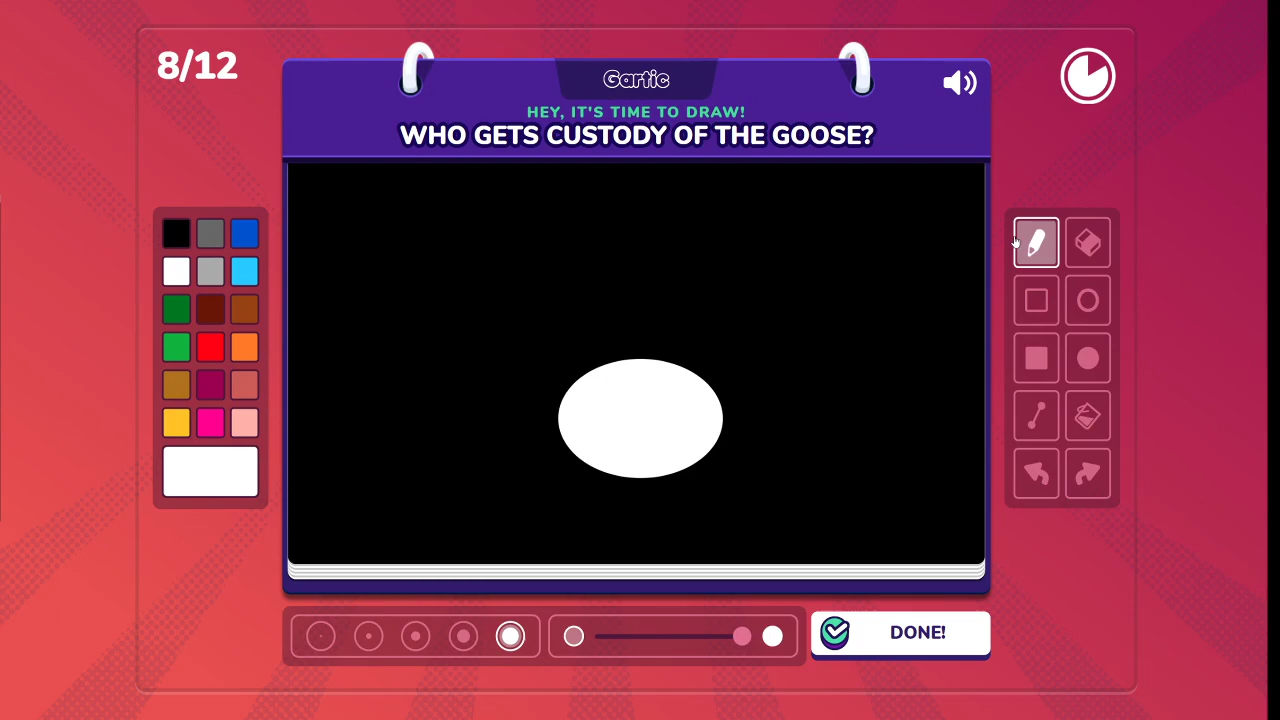 8/12
Gartic
HEY, IT'S TIME TO DRAW!
WHO GETS CUSTODY OF THE GOOSE?
DONE!